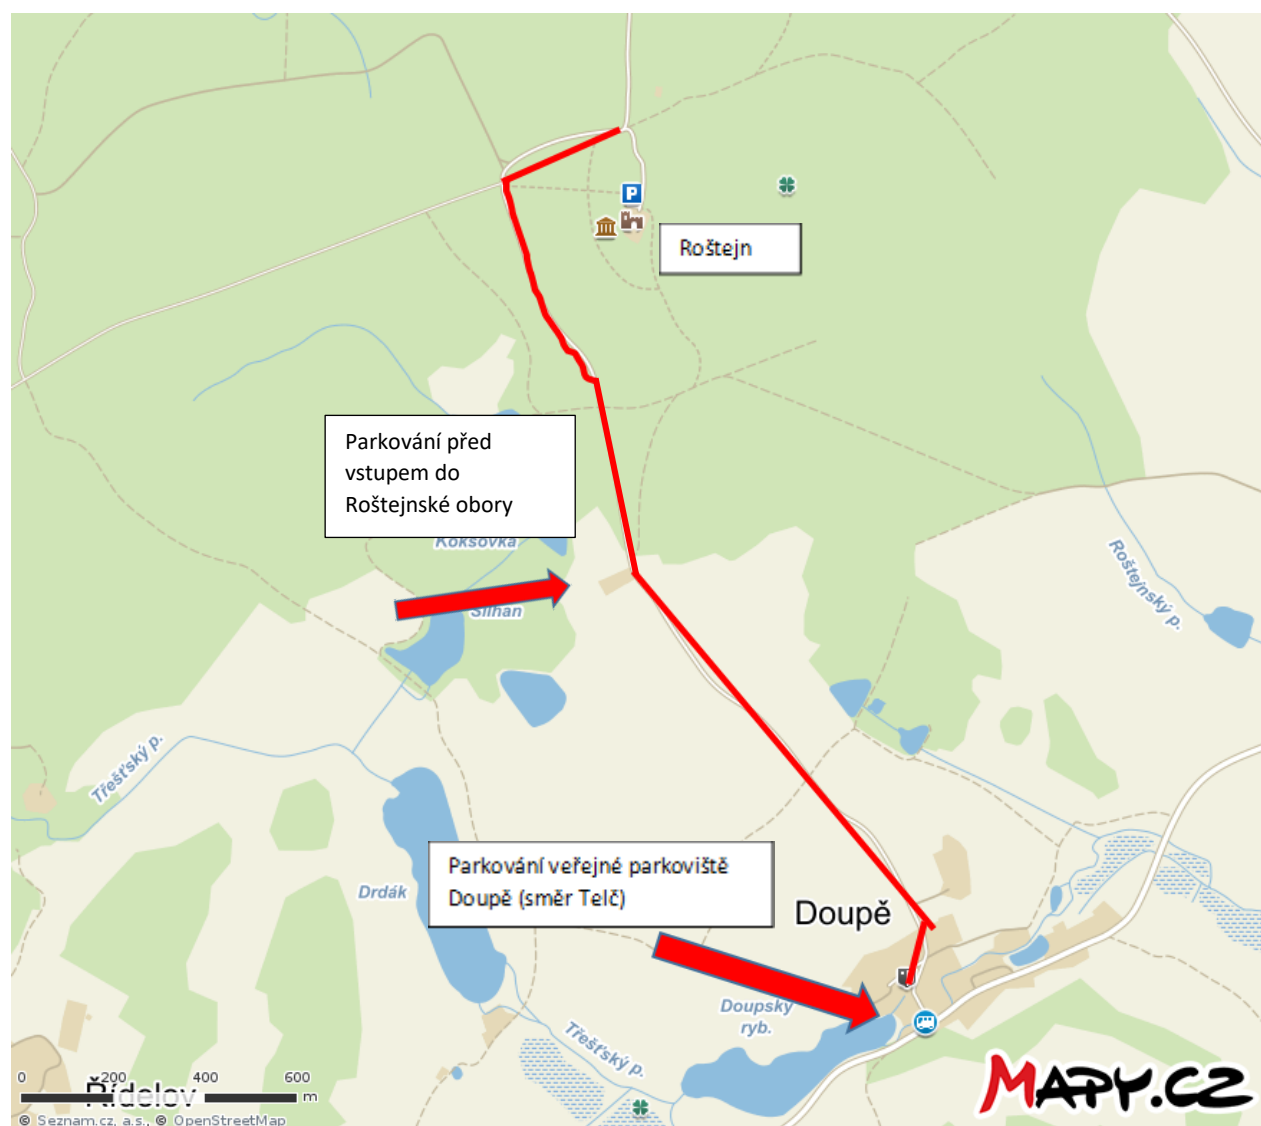 P
Roštejn
Parkování před
vstupem do
Roštejnské obory
Koksovka
Silhan
Roštejnský p.
Třešťský p.
Drdák
Parkování veřejné parkoviště
Doupě (směr Telč)
Doupě
Doupský
ryb.
Třešťský p.
Řídelov
0 200 400 600
m
© Seznam.cz, a.s., © OpenStreetMap
MAPY.CZ